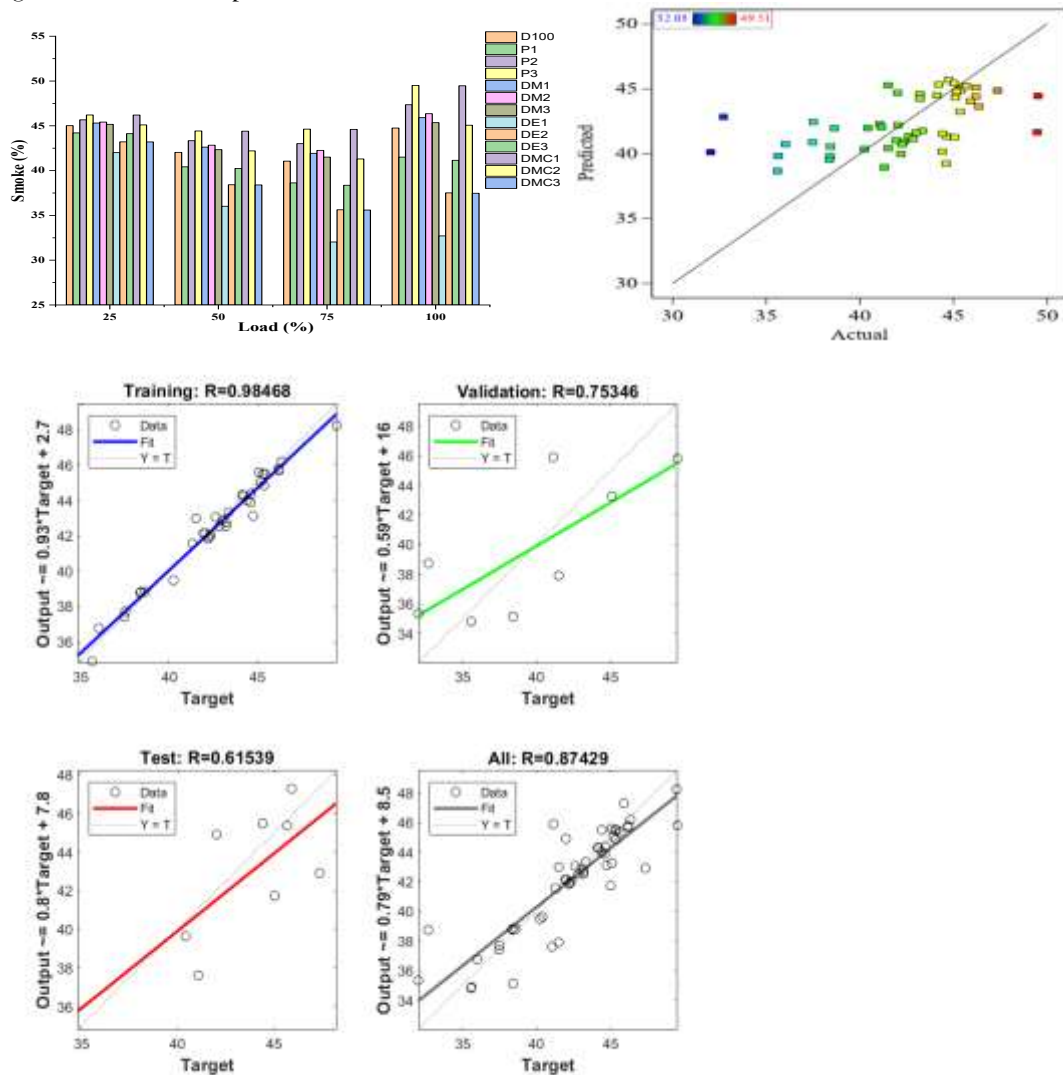 55
50
45
40
35
30
25
Smoke (%)
25
50
75
100
Load (%)
D100
P1
P2
P3
DM1
DM2
DM3
DE1
DE2
DE3
DMC1
DMC2
DMC3
49.51
50
45
40
35
30
Predicted
30
35
40
45
50
Actual
Training: R=0.98468
Data
Fit
Y = T
Output ~= 0.93*Target + 2.7
48
46
44
42
40
38
36
35
40
45
Target
Validation: R=0.75346
Data
Fit
Y = T
Output ~= 0.59*Target + 16
48
46
44
42
40
38
36
34
35
40
45
Target
Test: R=0.61539
Data
Fit
Y = T
Output ~= 0.8*Target + 7.8
48
46
44
42
40
38
36
35
40
45
Target
All: R=0.87429
Data
Fit
Y = T
Output ~= 0.79*Target + 8.5
48
46
44
42
40
38
36
34
35
40
45
Target